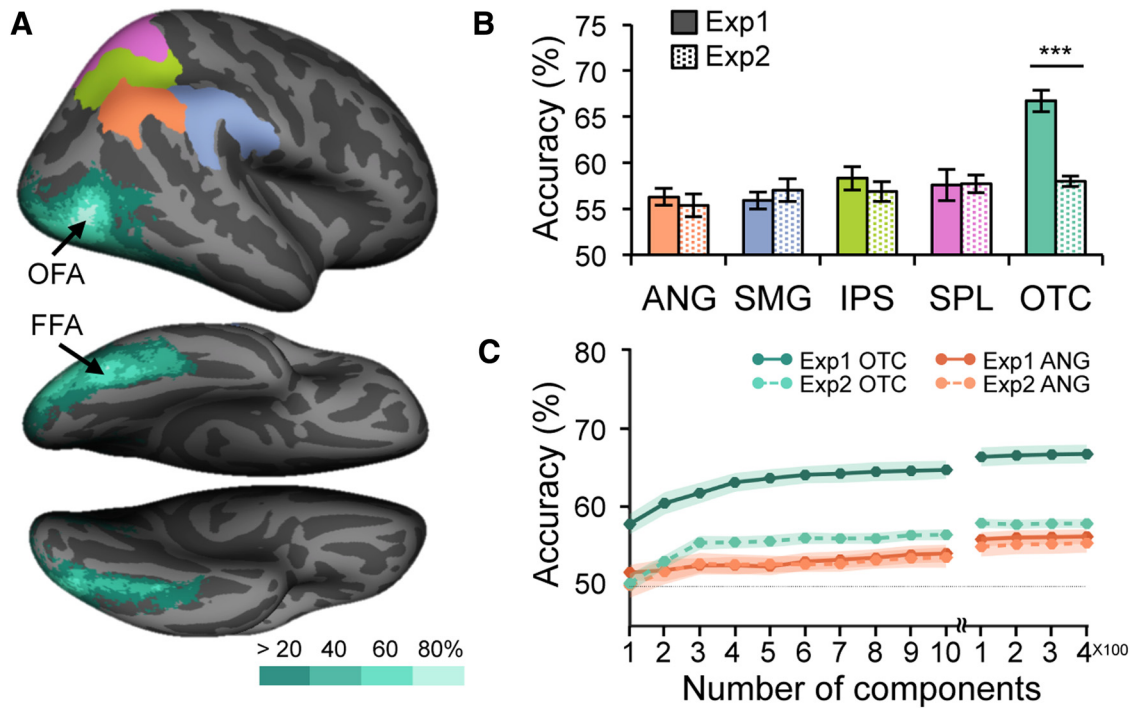 A
OFA
FFA
> 20 40 60 80%
B
Exp1
Exp2
***
Accuracy (%)
75
70
65
60
55
50
ANG SMG IPS SPL OTC
C
Exp1 OTC Exp1 ANG
Exp2 OTC Exp2 ANG
Accuracy (%)
80
70
60
50
1 2 3 4 5 6 7 8 9 10 1 2 3 4 X100
Number of components